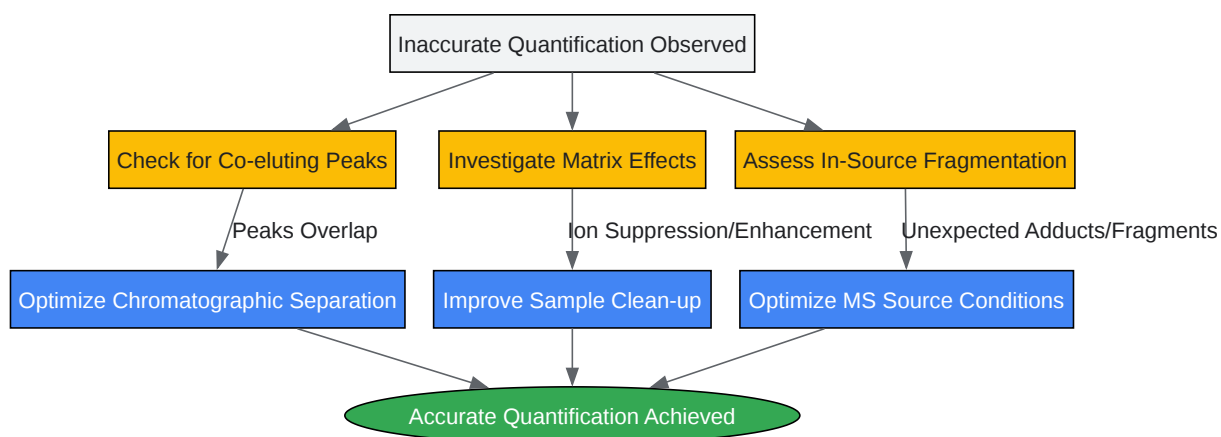 Inaccurate Quantification Observed
Check for Co-eluting Peaks
Investigate Matrix Effects
Assess In-Source Fragmentation
Peaks Overlap
Ion Suppression/Enhancement
Unexpected Adducts/Fragments
Optimize Chromatographic Separation
Improve Sample Clean-up
Optimize MS Source Conditions
Accurate Quantification Achieved